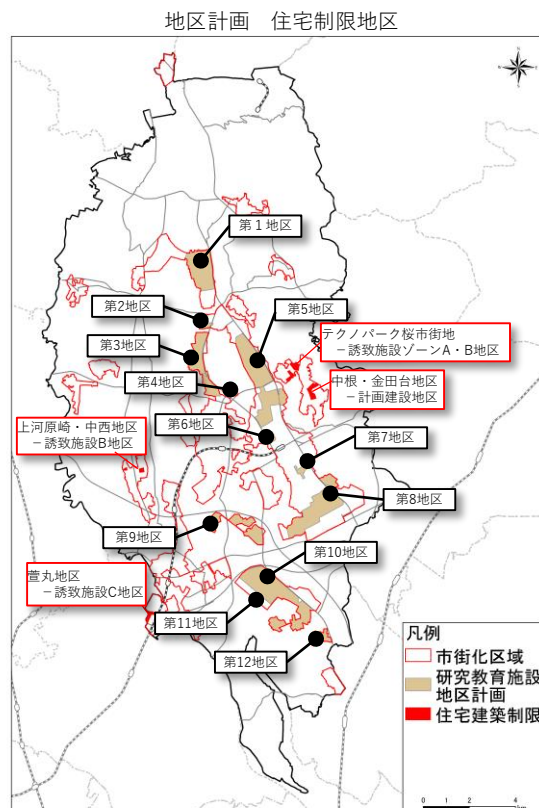 地区計画　住宅制限地区
第１地区
第2地区
第5地区
テクノパーク桜市街地
－誘致施設ゾーンA・B地区
第3地区
第4地区
中根・金田台地区
－計画建設地区
上河原崎・中西地区
－誘致施設B地区
第6地区
第7地区
第8地区
第9地区
第10地区
萱丸地区
－誘致施設C地区
第11地区
第12地区
凡例
市街化区域
研究教育施設
地区計画
住宅建築制限
0 1 2 4